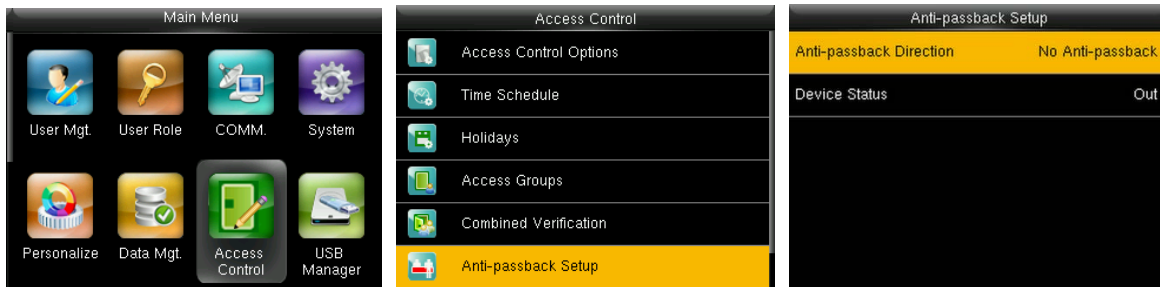 Main Menu
User Mgt.
User Role
COMM.
System
Personalize
Data Mgt.
Access
Control
USB
Manager
Access Control
Access Control Options
Time Schedule
Holidays
Access Groups
Combined Verification
Anti-passback Setup
Anti-passback Setup
Anti-passback Direction No Anti-passback
Device Status Out